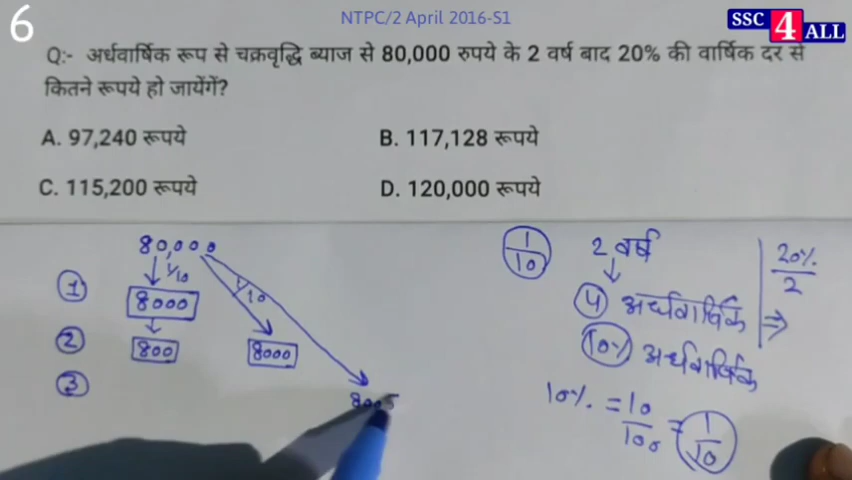 6
NTPC/2 April 2016-S1
SSC 4 ALL
Q:- अर्धवार्षिक रूप से चक्रवृद्धि ब्याज से 80,000 रुपये के 2 वर्ष बाद 20% की वार्षिक दर से
कितने रूपये हो जायेंगें?
A. 97,240 रूपये
B. 117,128 रूपये
C. 115,200 रूपये
D. 120,000 रूपये
80,000
1/10
1/10
① 8000
② 800 8000
③
1/10
2 वर्ष
④ अर्धवार्षिक ⇒
20%/2
10% अर्धवार्षिक
10% = 10/100 = 1/10